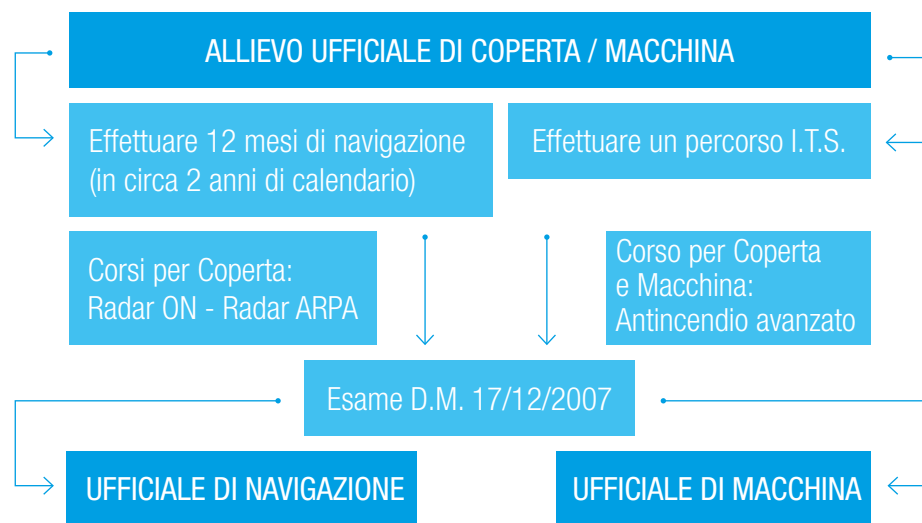 ALLIEVO UFFICIALE DI COPERTA / MACCHINA
Effettuare 12 mesi di navigazione
(in circa 2 anni di calendario)
Effettuare un percorso I.T.S.
Corsi per Coperta:
Radar ON - Radar ARPA
Corso per Coperta
e Macchina:
Antincendio avanzato
Esame D.M. 17/12/2007
UFFICIALE DI NAVIGAZIONE
UFFICIALE DI MACCHINA